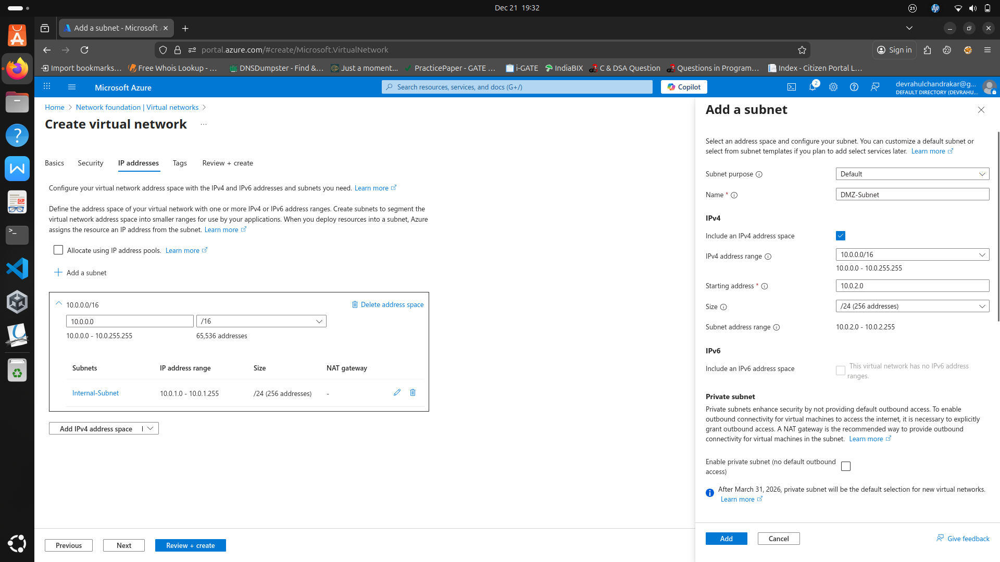 Dec 21 19:32
21
hp
Add a subnet - Microsoft
portal.azure.com/#create/Microsoft.VirtualNetwork
Sign in
Import bookmarks...
Free Whois Lookup - ...
DNSDumpster - Find &...
Just a moment...
PracticePaper - GATE ...
i-GATE
IndiaBIX
C & DSA Question
Questions in Program...
Index - Citizen Portal L...
Microsoft Azure
Search resources, services, and docs (G+/)
Copilot
2
devrahulchandrakar@g...
DEFAULT DIRECTORY (DEVRAHU...
Home
Network foundation | Virtual networks
Create virtual network
...
Basics
Security
IP addresses
Tags
Review + create
Configure your virtual network address space with the IPv4 and IPv6 addresses and subnets you need. Learn more
Define the address space of your virtual network with one or more IPv4 or IPv6 address ranges. Create subnets to segment the
virtual network address space into smaller ranges for use by your applications. When you deploy resources into a subnet, Azure
assigns the resource an IP address from the subnet. Learn more
Allocate using IP address pools. Learn more
Add a subnet
10.0.0.0/16
Delete address space
10.0.0.0
/16
10.0.0.0 - 10.0.255.255
65,536 addresses
Subnets
IP address range
Size
NAT gateway
Internal-Subnet
10.0.1.0 - 10.0.1.255
/24 (256 addresses)
-
Add IPv4 address space
Previous
Next
Review + create
Add a subnet
Select an address space and configure your subnet. You can customize a default subnet or
select from subnet templates if you plan to add select services later. Learn more
Subnet purpose
Default
Name *
DMZ-Subnet
IPv4
Include an IPv4 address space
IPv4 address range
10.0.0.0/16
10.0.0.0 - 10.0.255.255
Starting address *
10.0.2.0
Size
/24 (256 addresses)
Subnet address range
10.0.2.0 - 10.0.2.255
IPv6
Include an IPv6 address space
This virtual network has no IPv6 address
ranges.
Private subnet
Private subnets enhance security by not providing default outbound access. To enable
outbound connectivity for virtual machines to access the internet, it is necessary to explicitly
grant outbound access. A NAT gateway is the recommended way to provide outbound
connectivity for virtual machines in the subnet. Learn more
Enable private subnet (no default outbound
access)
After March 31, 2026, private subnet will be the default selection for new virtual networks.
Learn more
Add
Cancel
Give feedback